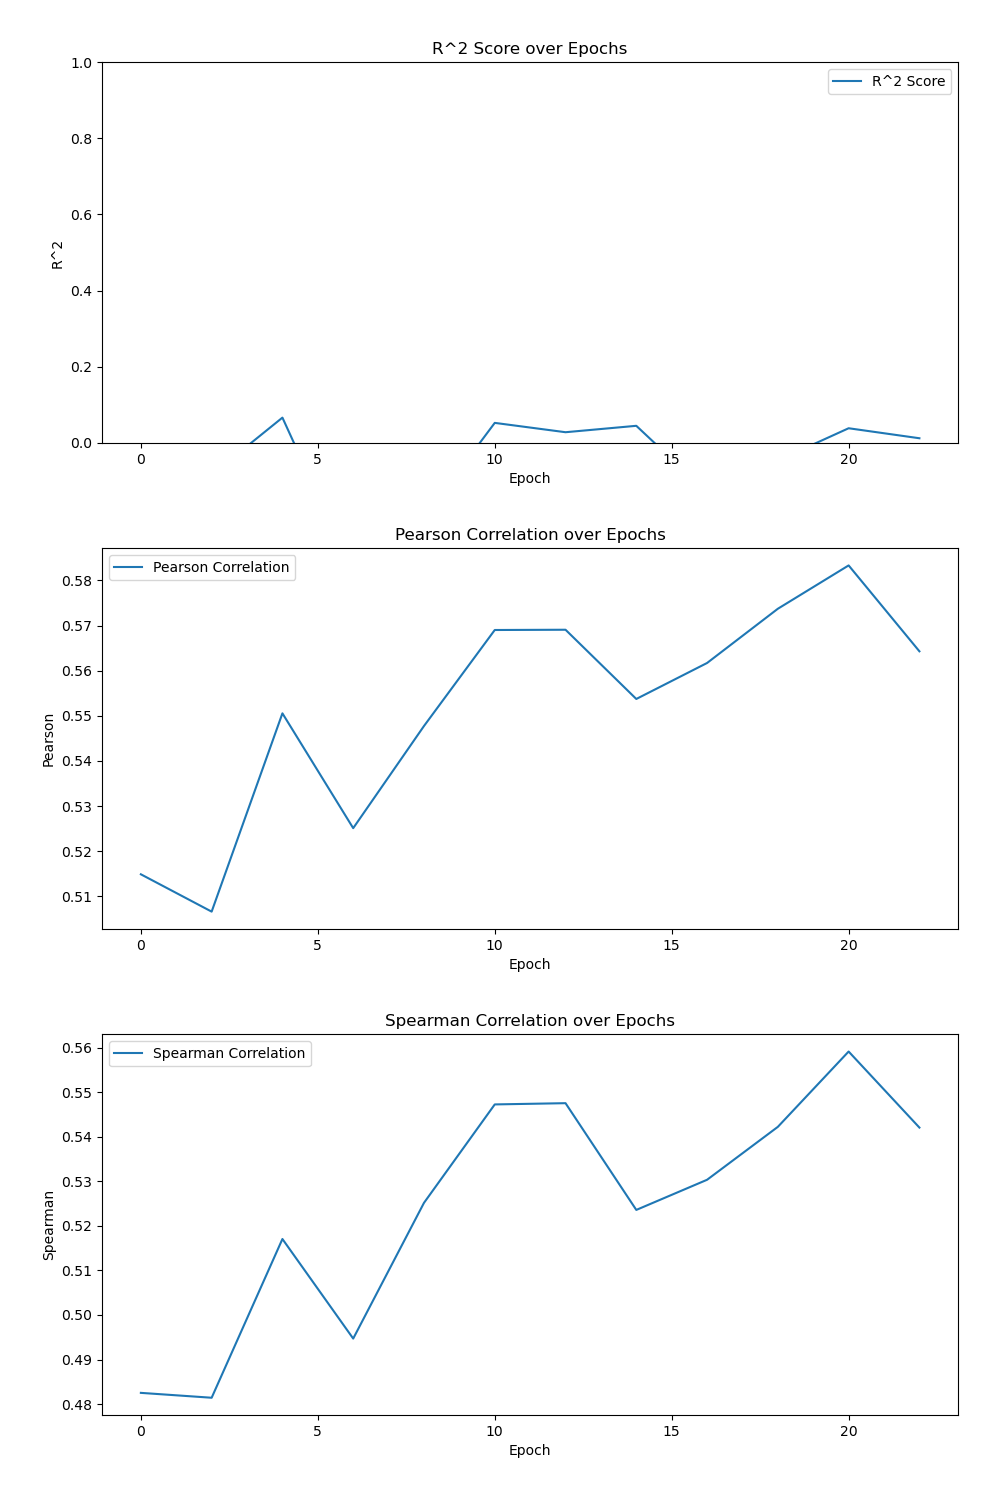 R^2 Score over Epochs
1.0
R^2 Score
0.8
0.6
R^2
0.4
0.2
0.0
0 5 10 15 20
Epoch
Pearson Correlation over Epochs
Pearson Correlation
0.58
0.57
0.56
0.55
Pearson
0.54
0.53
0.52
0.51
0 5 10 15 20
Epoch
Spearman Correlation over Epochs
Spearman Correlation
0.56
0.55
0.54
0.53
Spearman
0.52
0.51
0.50
0.49
0.48
0 5 10 15 20
Epoch